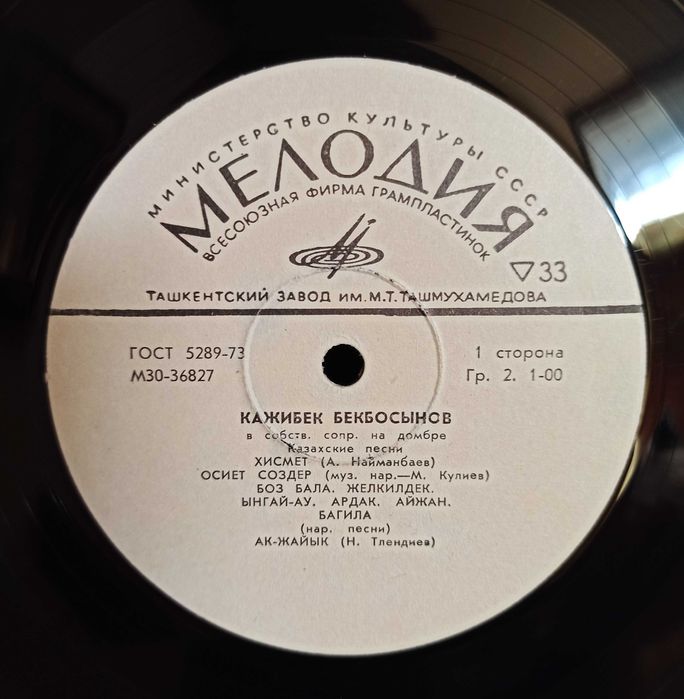 МИНИСТЕРСТВО КУЛЬТУРЫ СССР
МЕЛОДИЯ
ВСЕСОЮЗНАЯ ФИРМА ГРАМПЛАСТИНОК
33
ТАШКЕНТСКИЙ ЗАВОД ИМ. М.Т. ТАШМУХАМЕДОВА
ГОСТ 5289-73
1 сторона
М30-36827
Гр. 2. 1-00
КАЖИБЕК БЕКБОСЫНОВ
в собств. сопр. на домбре
Казахские песни
ХИСМЕТ (А. Найманбаев)
ОСИЕТ СОЗДЕР (муз. нар.—М. Кулиев)
БОЗ БАЛА. ЖЕЛКИЛДЕК.
ЫНГАЙ-АУ. АРДАК. АЙЖАН.
БАГИЛА
(нар. песни)
АК-ЖАЙЫК (Н. Тлендиев)